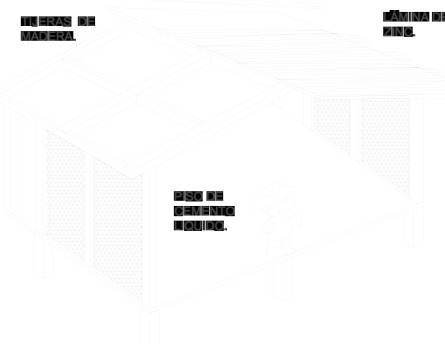 TIJERAS DE
MADERA.
LÁMINA DE
ZINC.
PISO DE
CEMENTO
LIQUIDO.